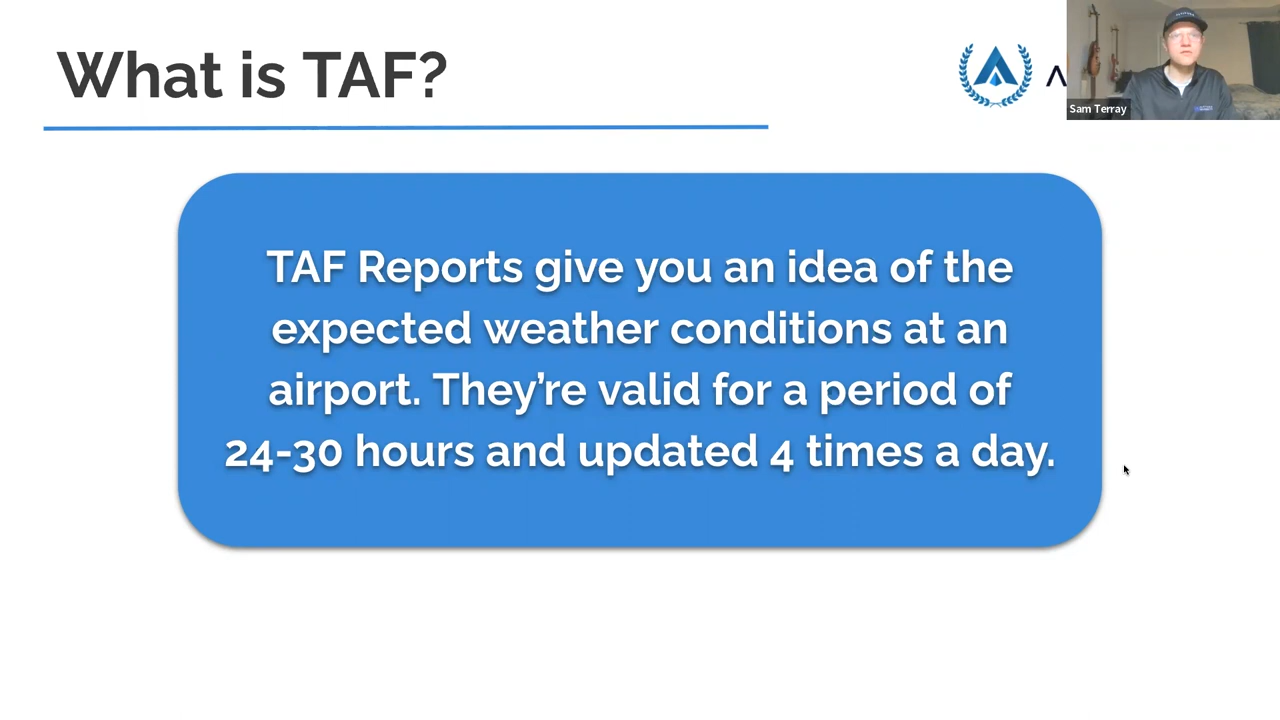 What is TAF?
Sam Terray
TAF Reports give you an idea of the
expected weather conditions at an
airport. They’re valid for a period of
24-30 hours and updated 4 times a day.